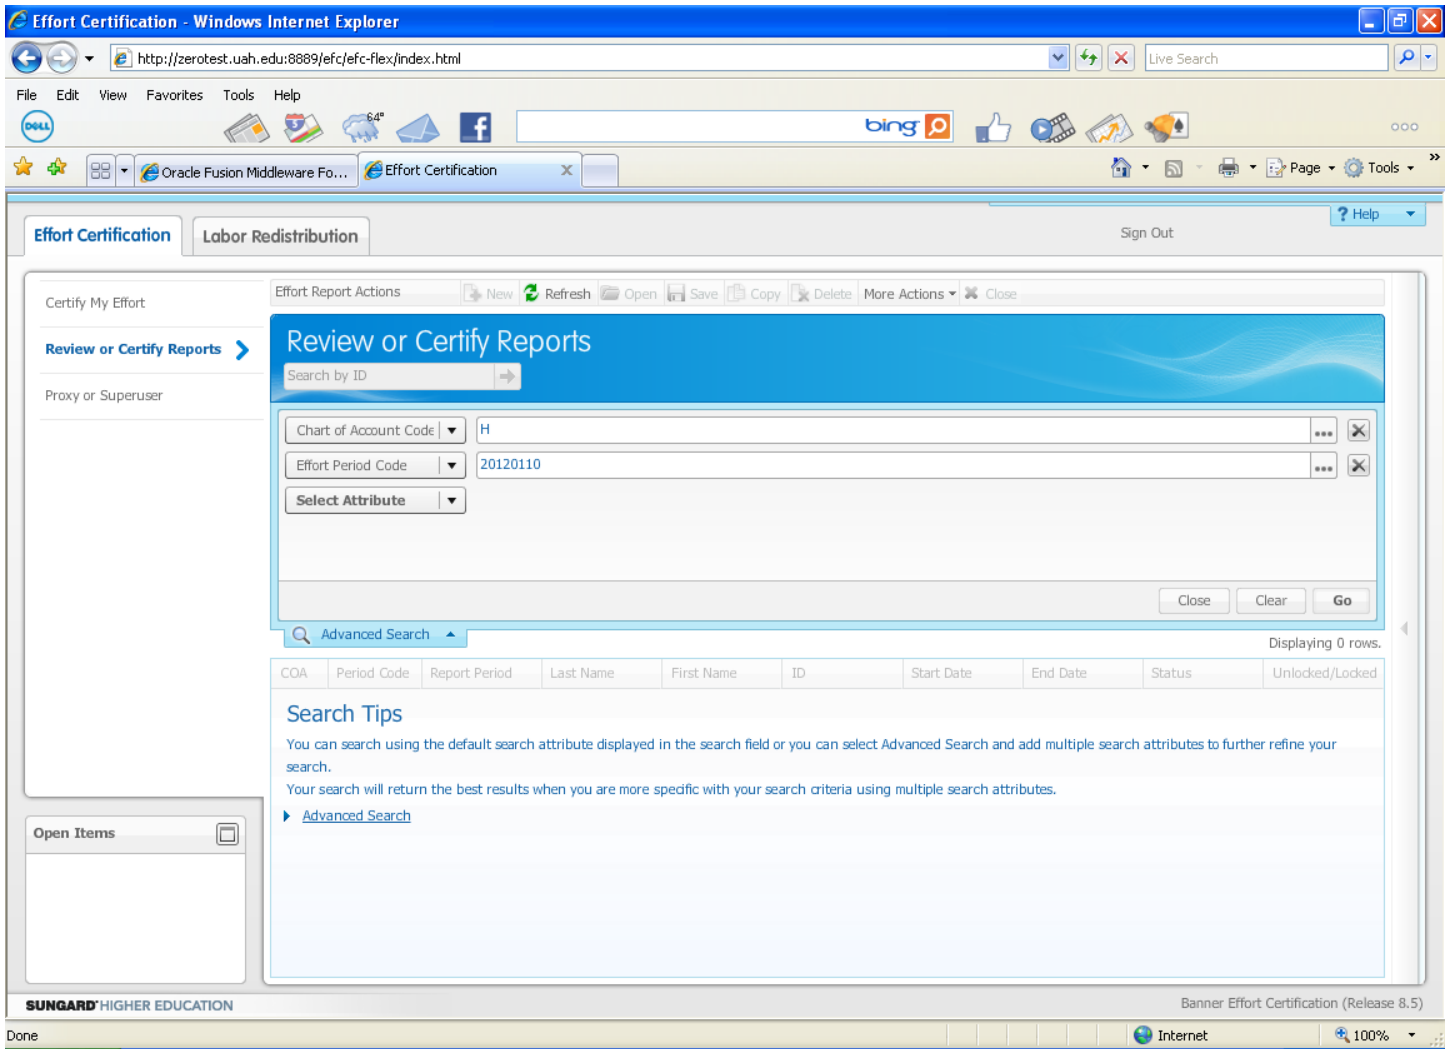 Effort Certification - Windows Internet Explorer
http://zerotest.uah.edu:8889/efc/efc-flex/index.html
Live Search
File Edit View Favorites Tools Help
DELL
64°
bing
Oracle Fusion Middleware Fo...
Effort Certification
Page
Tools
Effort Certification
Labor Redistribution
Sign Out
? Help
Certify My Effort
Review or Certify Reports
Proxy or Superuser
Effort Report Actions
New Refresh Open Save Copy Delete More Actions Close
Review or Certify Reports
Search by ID
Chart of Account Code
H
Effort Period Code
20120110
Select Attribute
Close Clear Go
Advanced Search
Displaying 0 rows.
COA Period Code Report Period Last Name First Name ID Start Date End Date Status Unlocked/Locked
Search Tips
You can search using the default search attribute displayed in the search field or you can select Advanced Search and add multiple search attributes to further refine your
search.
Your search will return the best results when you are more specific with your search criteria using multiple search attributes.
Advanced Search
Open Items
SUNGARD® HIGHER EDUCATION
Banner Effort Certification (Release 8.5)
Done
Internet
100%